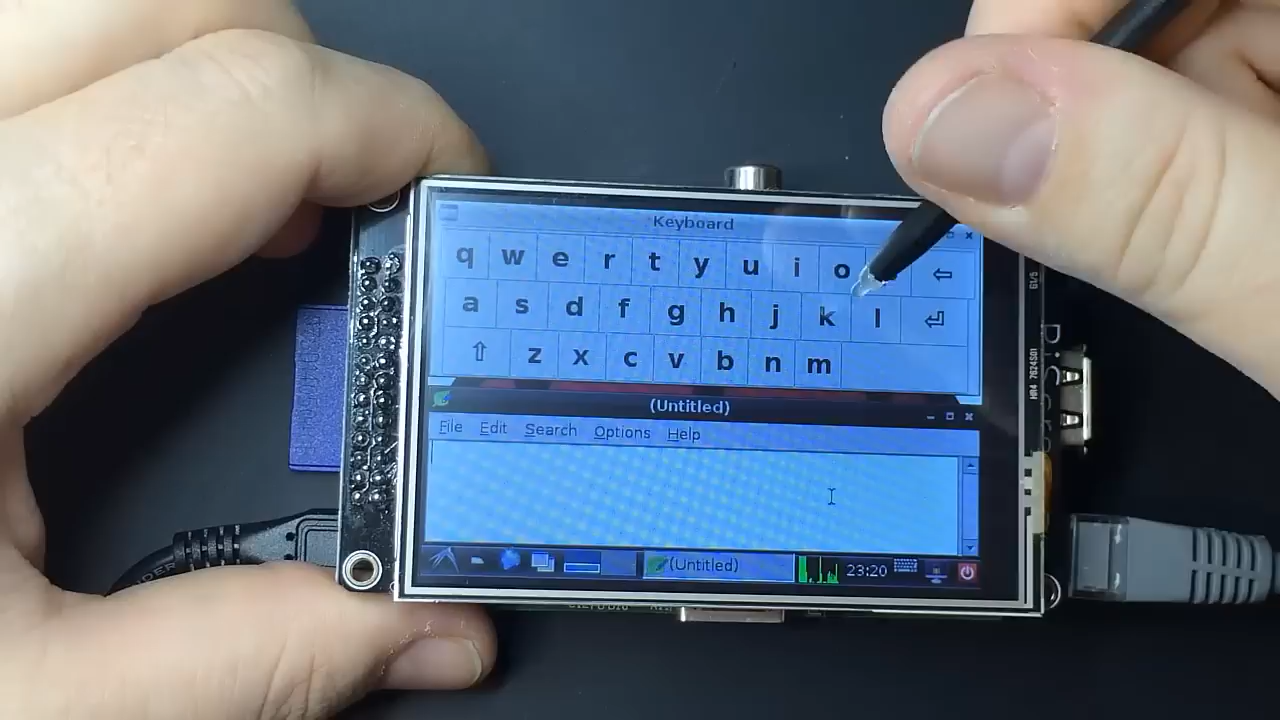 Keyboard
q w e r t y u i o ⇦
a s d f g h j k l ⏎
⇧ z x c v b n m
(Untitled)
File Edit Search Options Help
(Untitled) 23:20